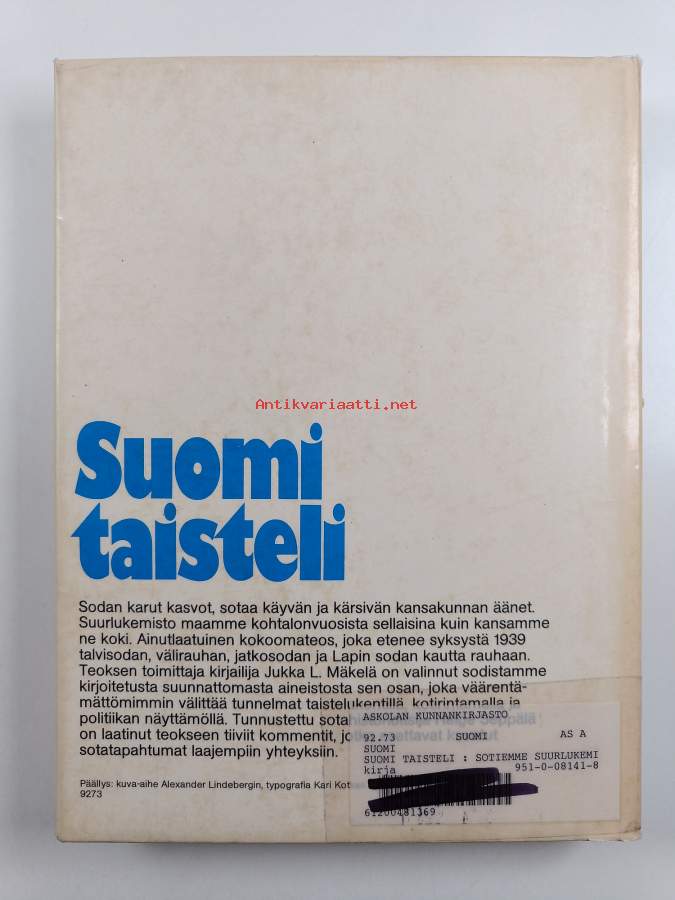 Antikvariaatti.net
Suomi
taisteli
Sodan karut kasvot, sotaa käyvän ja kärsivän kansakunnan äänet.
Suurlukemisto maamme kohtalonvuosista sellaisina kuin kansamme
ne koki. Ainutlaatuinen kokoomateos, joka etenee syksystä 1939
talvisodan, välirauhan, jatkosodan ja Lapin sodan kautta rauhaan.
Teoksen toimittaja kirjailija Jukka L. Mäkelä on valinnut sodistamme
kirjoitetusta suunnattomasta aineistosta sen osan, joka väärentä-
mättömimmin välittää tunnelmat taistelukentillä, kotirintamalla ja
politiikan näyttämöllä. Tunnustettu sotahistorioitsija Helge Seppälä
on laatinut teokseen tiiviit kommentit, jotka
sotatapahtumat laajempiin yhteyksiin.
Päällys: kuva-aihe Alexander Lindebergin, typografia Kari
9273
ASKOLAN KUNNANKIRJASTO
92.73 SUOMI AS A
SUOMI
SUOMI TAISTELI : SOTIEMME SUURLUKEMI
kirja 951-0-08141-8